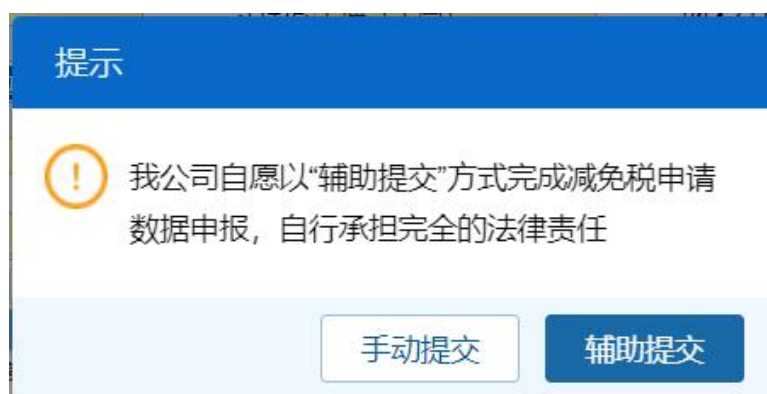 提示
我公司自愿以“辅助提交”方式完成减免税申请
数据申报，自行承担完全的法律责任
手动提交
辅助提交